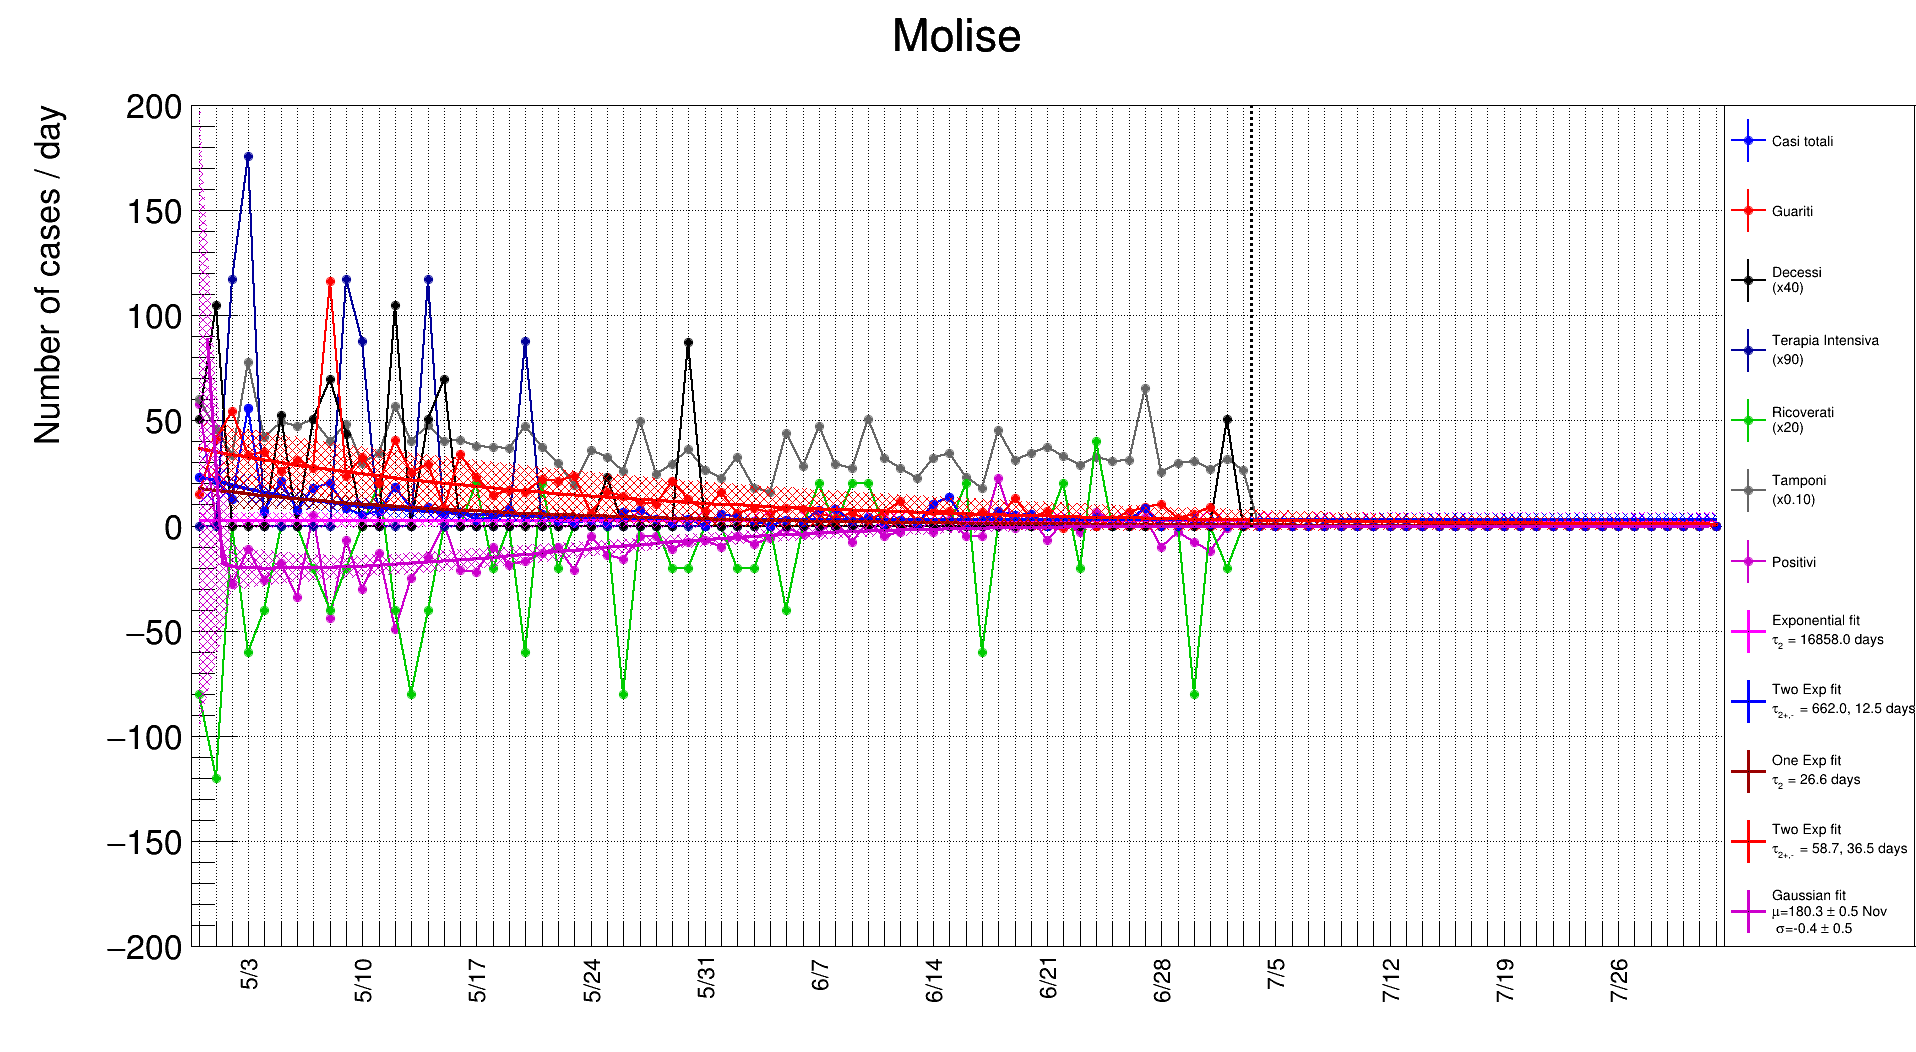 Molise
Number of cases / day
200
150
100
50
0
−50
−100
−150
−200
5/3
5/10
5/17
5/24
5/31
6/7
6/14
6/21
6/28
7/5
7/12
7/19
7/26
Casi totali
Guariti
Decessi
(x40)
Terapia Intensiva
(x90)
Ricoverati
(x20)
Tamponi
(x0.10)
Positivi
Exponential fit
τ2 = 16858.0 days
Two Exp fit
τ2+,- = 662.0, 12.5 days
One Exp fit
τ2 = 26.6 days
Two Exp fit
τ2+,- = 58.7, 36.5 days
Gaussian fit
μ=180.3 ± 0.5 Nov
σ=-0.4 ± 0.5